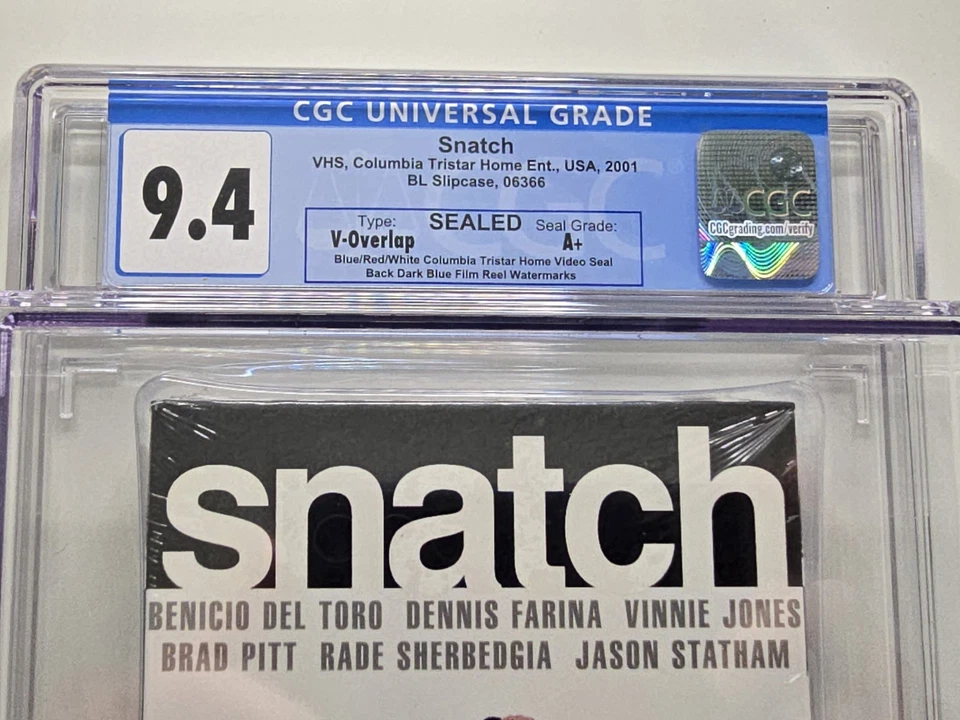 CGC UNIVERSAL GRADE
9.4
Snatch
VHS, Columbia Tristar Home Ent., USA, 2001
BL Slipcase, 06366
Type: SEALED Seal Grade:
V-Overlap A+
Blue/Red/White Columbia Tristar Home Video Seal
Back Dark Blue Film Reel Watermarks
CGC
CGCgrading.com/verify
CGC
snatch
BENICIO DEL TORO DENNIS FARINA VINNIE JONES
BRAD PITT RADE SHERBEDGIA JASON STATHAM